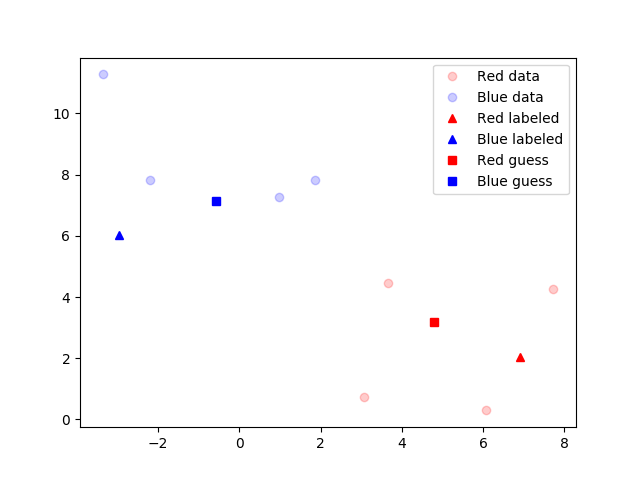 Red data
Blue data
Red labeled
Blue labeled
Red guess
Blue guess
10
8
6
4
2
0
−2 0 2 4 6 8